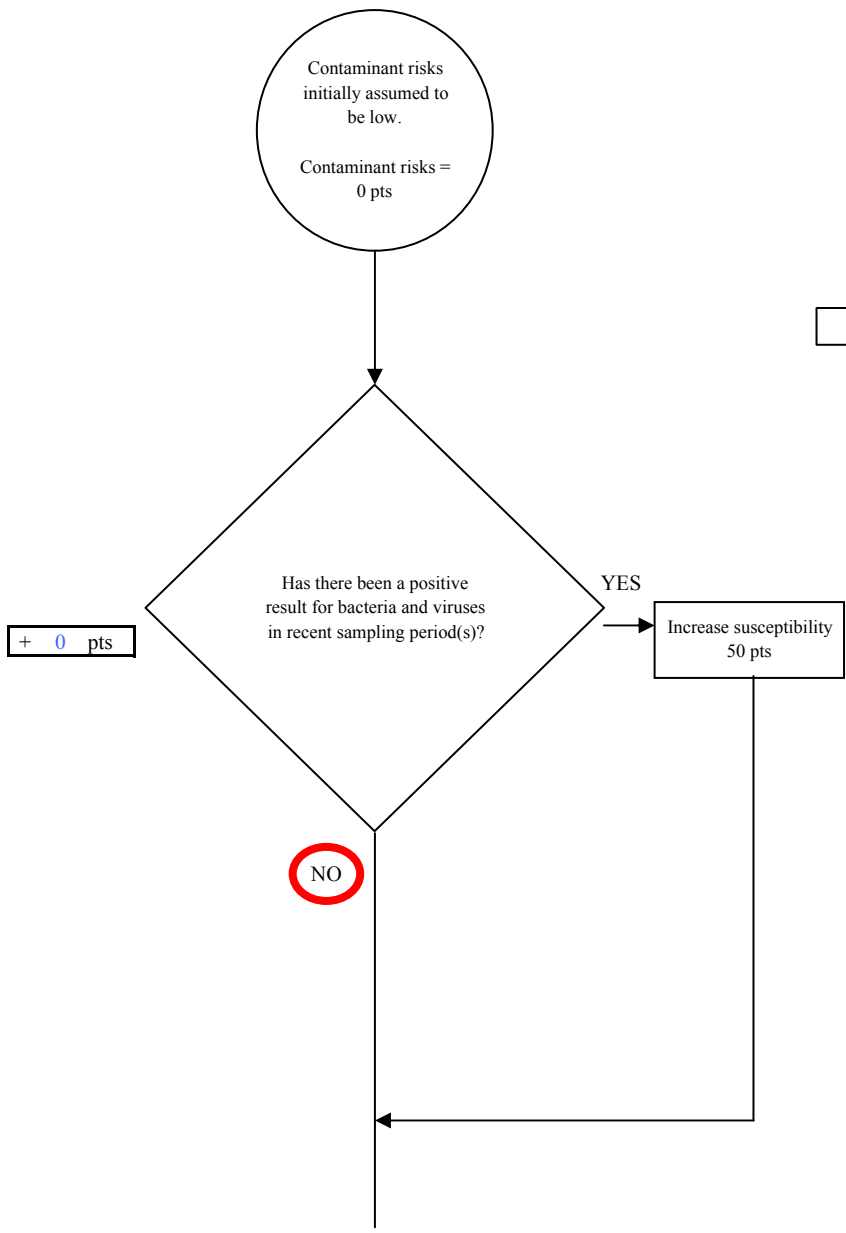 Contaminant risks
initially assumed to
be low.
Contaminant risks =
0 pts
Has there been a positive
result for bacteria and viruses
in recent sampling period(s)?
YES
+ 0 pts
Increase susceptibility
50 pts
NO